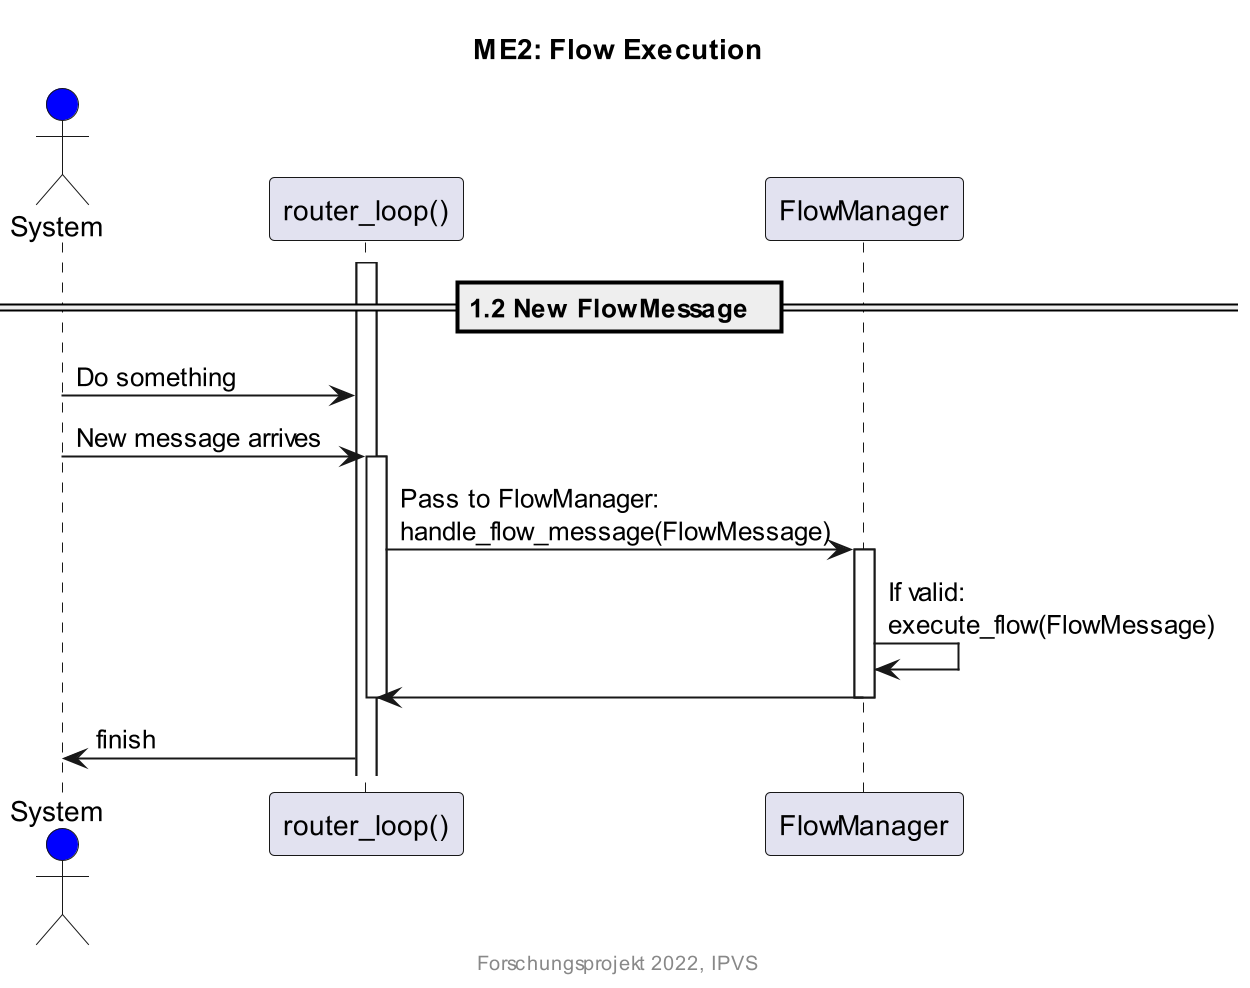 ME2: Flow Execution
System
router_loop()
FlowManager
1.2 New FlowMessage
Do something
New message arrives
Pass to FlowManager:
handle_flow_message(FlowMessage)
If valid:
execute_flow(FlowMessage)
finish
System
router_loop()
FlowManager
Forschungsprojekt 2022, IPVS